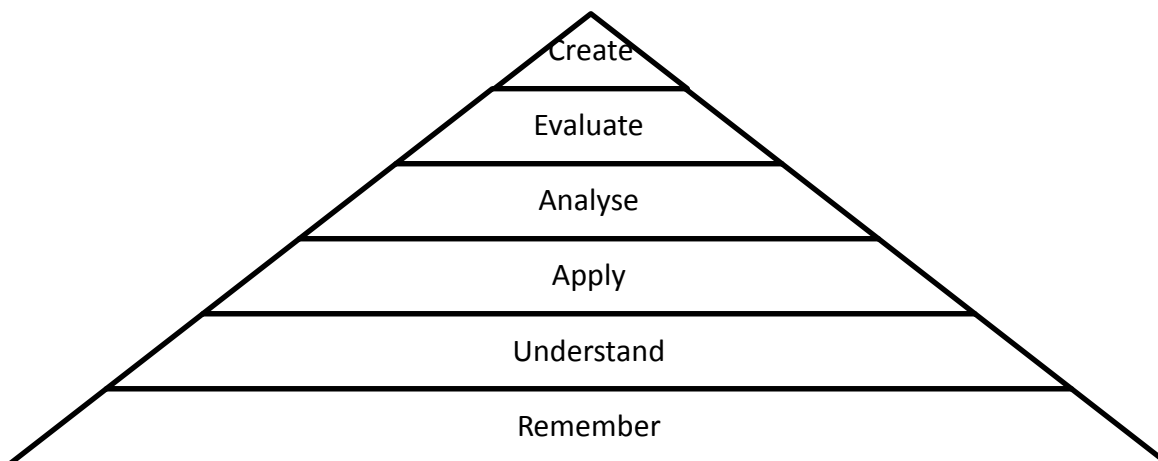 Create
Evaluate
Analyse
Apply
Understand
Remember